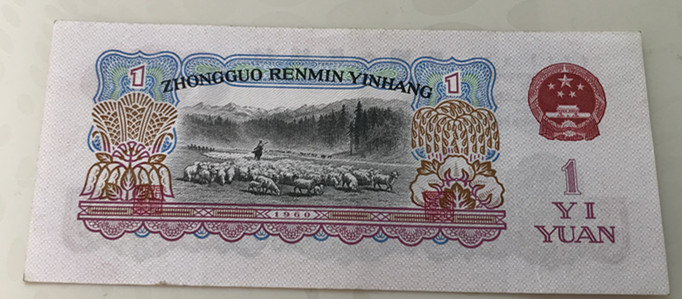 1
ZHONGGUO RENMIN YINHANG
1
1960
1
YI
YUAN